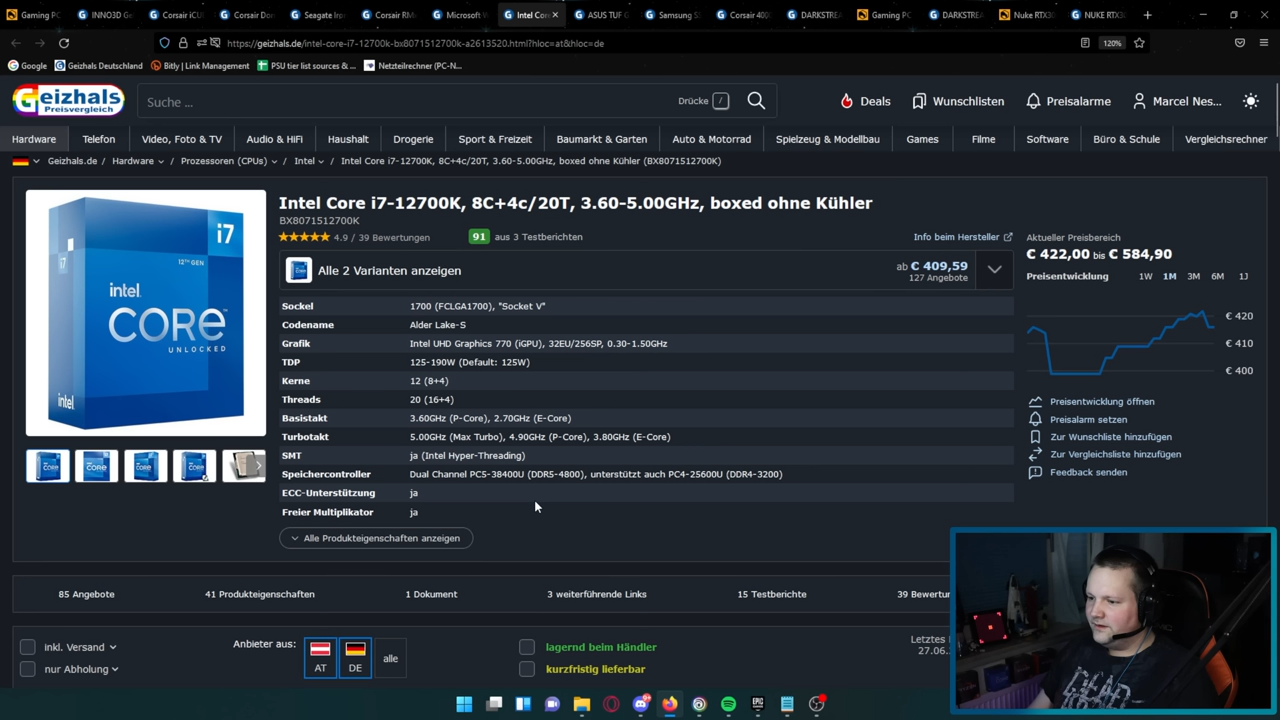 Gaming PC
INNO3D Ge
Corsair iCU
Corsair Do
Seagate Iro
Corsair RM
Microsoft W
Intel Core
ASUS TUF G
Samsung S
Corsair 400
DARKSTREA
Gaming PC
DARKSTREA
Nuke RTX30
NUKE RTX30
https://geizhals.de/intel-core-i7-12700k-bx8071512700k-a2613520.html?hloc=at&hloc=de
120%
Google
Geizhals Deutschland
Bitly | Link Management
PSU tier list sources & ...
Netzteilrechner (PC-N...
Geizhals
Preisvergleich
Suche ...
Drücke /
Deals
Wunschlisten
Preisalarme
Marcel Nes...
Hardware
Telefon
Video, Foto & TV
Audio & HiFi
Haushalt
Drogerie
Sport & Freizeit
Baumarkt & Garten
Auto & Motorrad
Spielzeug & Modellbau
Games
Filme
Software
Büro & Schule
Vergleichsrechner
Geizhals.de / Hardware / Prozessoren (CPUs) / Intel / Intel Core i7-12700K, 8C+4c/20T, 3.60-5.00GHz, boxed ohne Kühler (BX8071512700K)
Intel Core i7-12700K, 8C+4c/20T, 3.60-5.00GHz, boxed ohne Kühler
BX8071512700K
4.9 / 39 Bewertungen
91 aus 3 Testberichten
Info beim Hersteller
Alle 2 Varianten anzeigen
ab € 409,59
127 Angebote
Sockel 1700 (FCLGA1700), "Socket V"
Codename Alder Lake-S
Grafik Intel UHD Graphics 770 (iGPU), 32EU/256SP, 0.30-1.50GHz
TDP 125-190W (Default: 125W)
Kerne 12 (8+4)
Threads 20 (16+4)
Basistakt 3.60GHz (P-Core), 2.70GHz (E-Core)
Turbotakt 5.00GHz (Max Turbo), 4.90GHz (P-Core), 3.80GHz (E-Core)
SMT ja (Intel Hyper-Threading)
Speichercontroller Dual Channel PC5-38400U (DDR5-4800), unterstützt auch PC4-25600U (DDR4-3200)
ECC-Unterstützung ja
Freier Multiplikator ja
Alle Produkteigenschaften anzeigen
Aktueller Preisbereich
€ 422,00 bis € 584,90
Preisentwicklung
1W
1M
3M
6M
1J
€ 420
€ 410
€ 400
Preisentwicklung öffnen
Preisalarm setzen
Zur Wunschliste hinzufügen
Zur Vergleichsliste hinzufügen
Feedback senden
i7
i7
12TH GEN
intel
CORE
UNLOCKED
intel
85 Angebote
41 Produkteigenschaften
1 Dokument
3 weiterführende Links
15 Testberichte
39 Bewertun
inkl. Versand
nur Abholung
Anbieter aus:
AT
DE
alle
lagernd beim Händler
kurzfristig lieferbar
Letztes
27.06.
DEAD